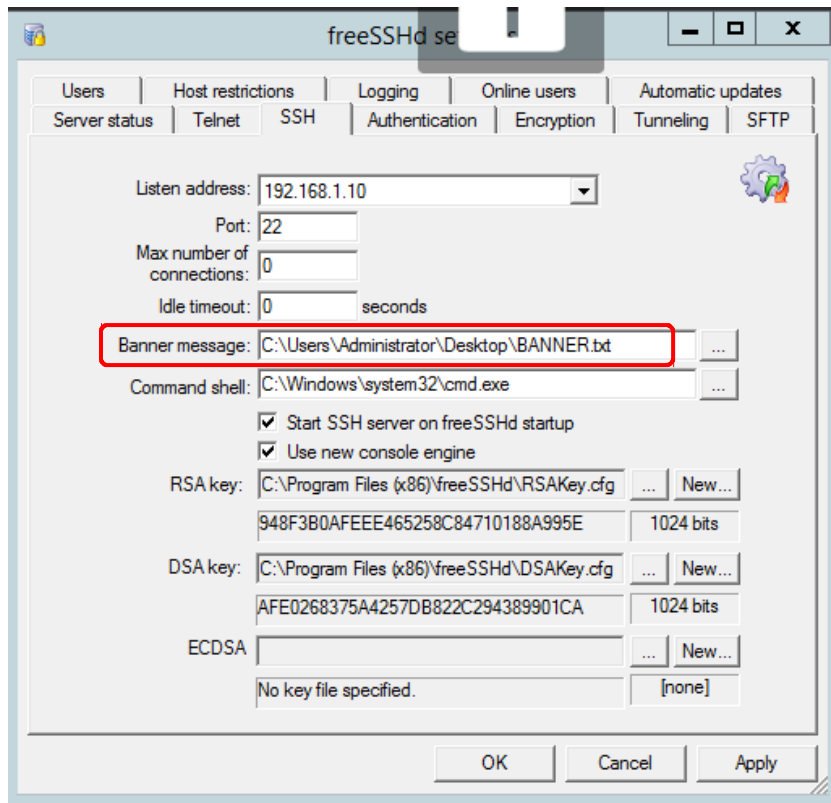 freeSSHd se s
Users Host restrictions Logging Online users Automatic updates
Server status Telnet SSH Authentication Encryption Tunneling SFTP
Listen address: 192.168.1.10
Port: 22
Max number of
connections: 0
Idle timeout: 0 seconds
Banner message: C:\Users\Administrator\Desktop\BANNER.txt ...
Command shell: C:\Windows\system32\cmd.exe ...
Start SSH server on freeSSHd startup
Use new console engine
RSA key: C:\Program Files (x86)\freeSSHd\RSAKey.cfg ... New...
948F3B0AFEEE465258C84710188A995E 1024 bits
DSA key: C:\Program Files (x86)\freeSSHd\DSAKey.cfg ... New...
AFE0268375A4257DB822C294389901CA 1024 bits
ECDSA ... New...
No key file specified. [none]
OK Cancel Apply